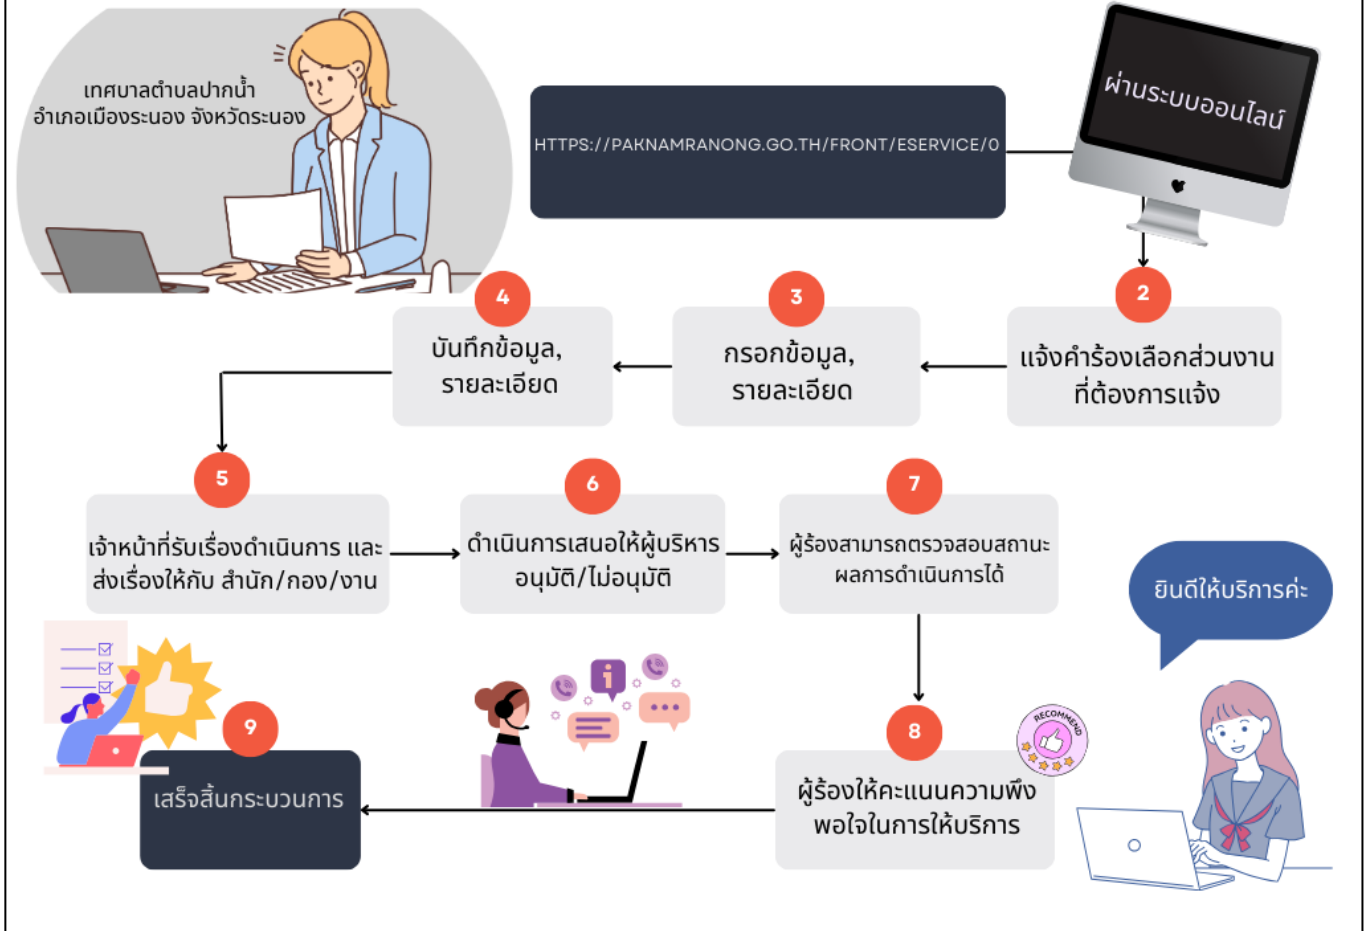 เทศบาลตำบลปากน้ำ
อำเภอเมืองระนอง จังหวัดระนอง
HTTPS://PAKNAMRANONG.GO.TH/FRONT/ESERVICE/0
ผ่านระบบออนไลน์
2
แจ้งคำร้องเลือกส่วนงาน
ที่ต้องการแจ้ง
3
กรอกข้อมูล,
รายละเอียด
4
บันทึกข้อมูล,
รายละเอียด
5
เจ้าหน้าที่รับเรื่องดำเนินการ และ
ส่งเรื่องให้กับ สำนัก/กอง/งาน
6
ดำเนินการเสนอให้ผู้บริหาร
อนุมัติ/ไม่อนุมัติ
7
ผู้ร้องสามารถตรวจสอบสถานะ
ผลการดำเนินการได้
ยินดีให้บริการค่ะ
8
RECOMMEND
ผู้ร้องให้คะแนนความพึง
พอใจในการให้บริการ
i
9
เสร็จสิ้นกระบวนการ